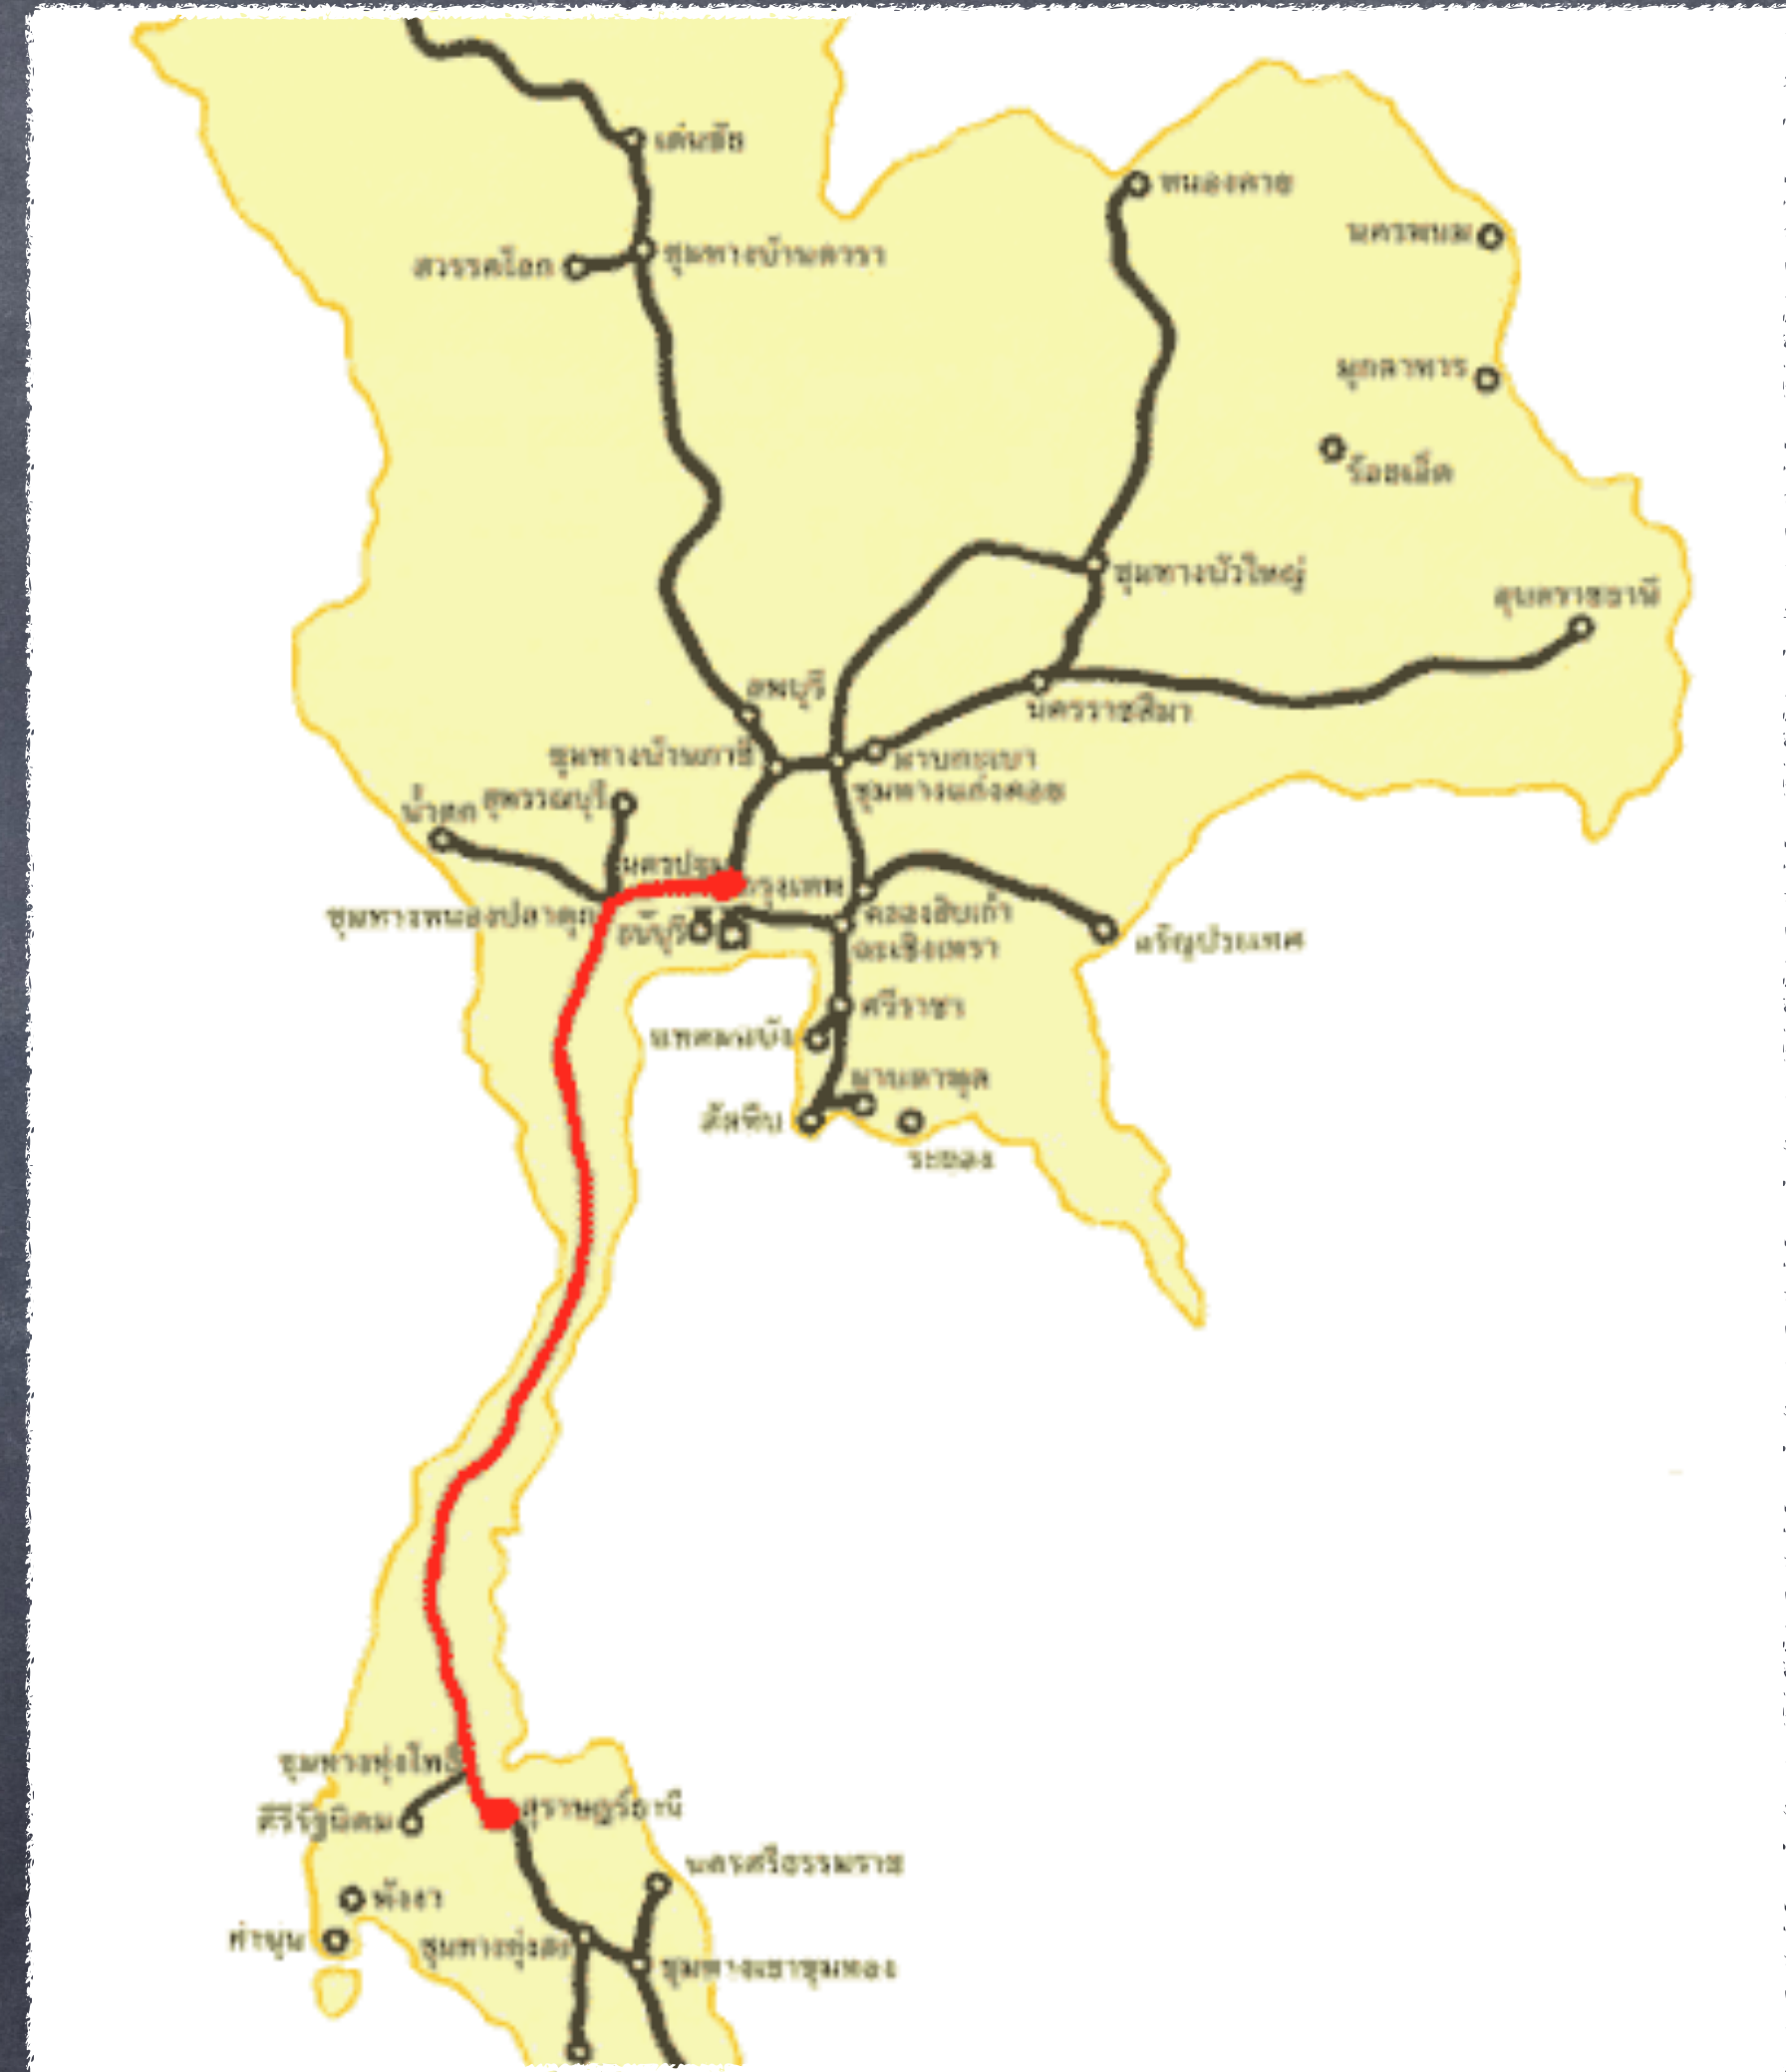 เด่นชัย
หนองคาย
นครพนม
ชุมทางบ้านดารา
สวรรคโลก
มุกดาหาร
ร้อยเอ็ด
ชุมทางบัวใหญ่
อุบลราชธานี
ลพบุรี
นครราชสีมา
ชุมทางบ้านภาชี
มาบกะเบา
ชุมทางแก่งคอย
น้ำตก
สุพรรณบุรี
นครปฐม
กรุงเทพ
คลองสิบเก้า
ชุมทางหนองปลาดุก
ธนบุรี
ฉะเชิงเทรา
อรัญประเทศ
ศรีราชา
แหลมฉบัง
มาบตาพุด
สัตหีบ
ระยอง
ชุมทางทุ่งโพธิ์
สุราษฎร์ธานี
คีรีรัฐนิคม
นครศรีธรรมราช
พังงา
ท่านุ่น
ชุมทางทุ่งสง
ชุมทางเขาชุมทอง